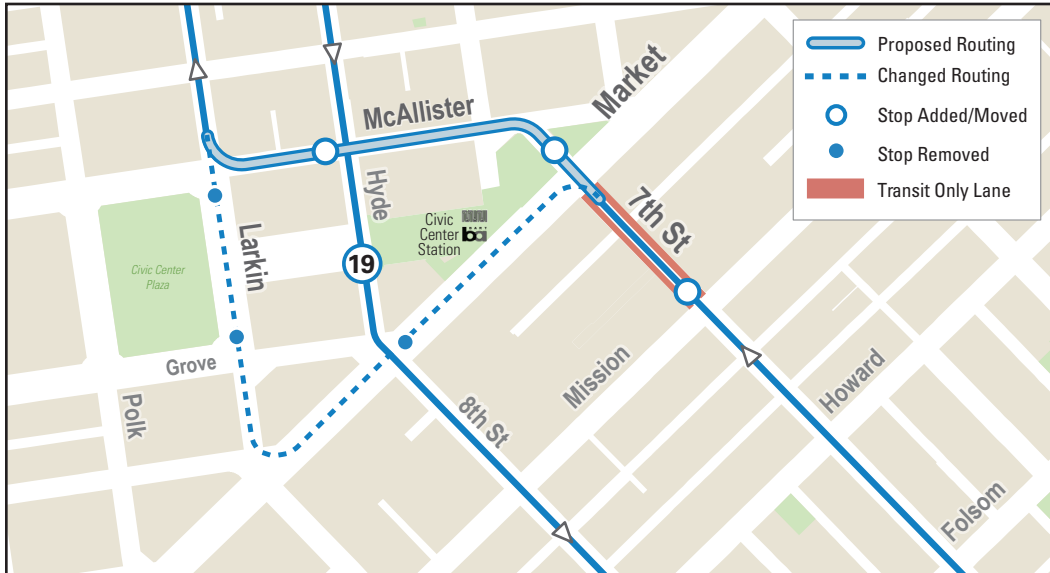 Proposed Routing
Changed Routing
Stop Added/Moved
Stop Removed
Transit Only Lane
Market
McAllister
Hyde
7th St
Civic
Center
Station
ba
Larkin
19
Civic Center
Plaza
Grove
Polk
8th St
Mission
Howard
Folsom